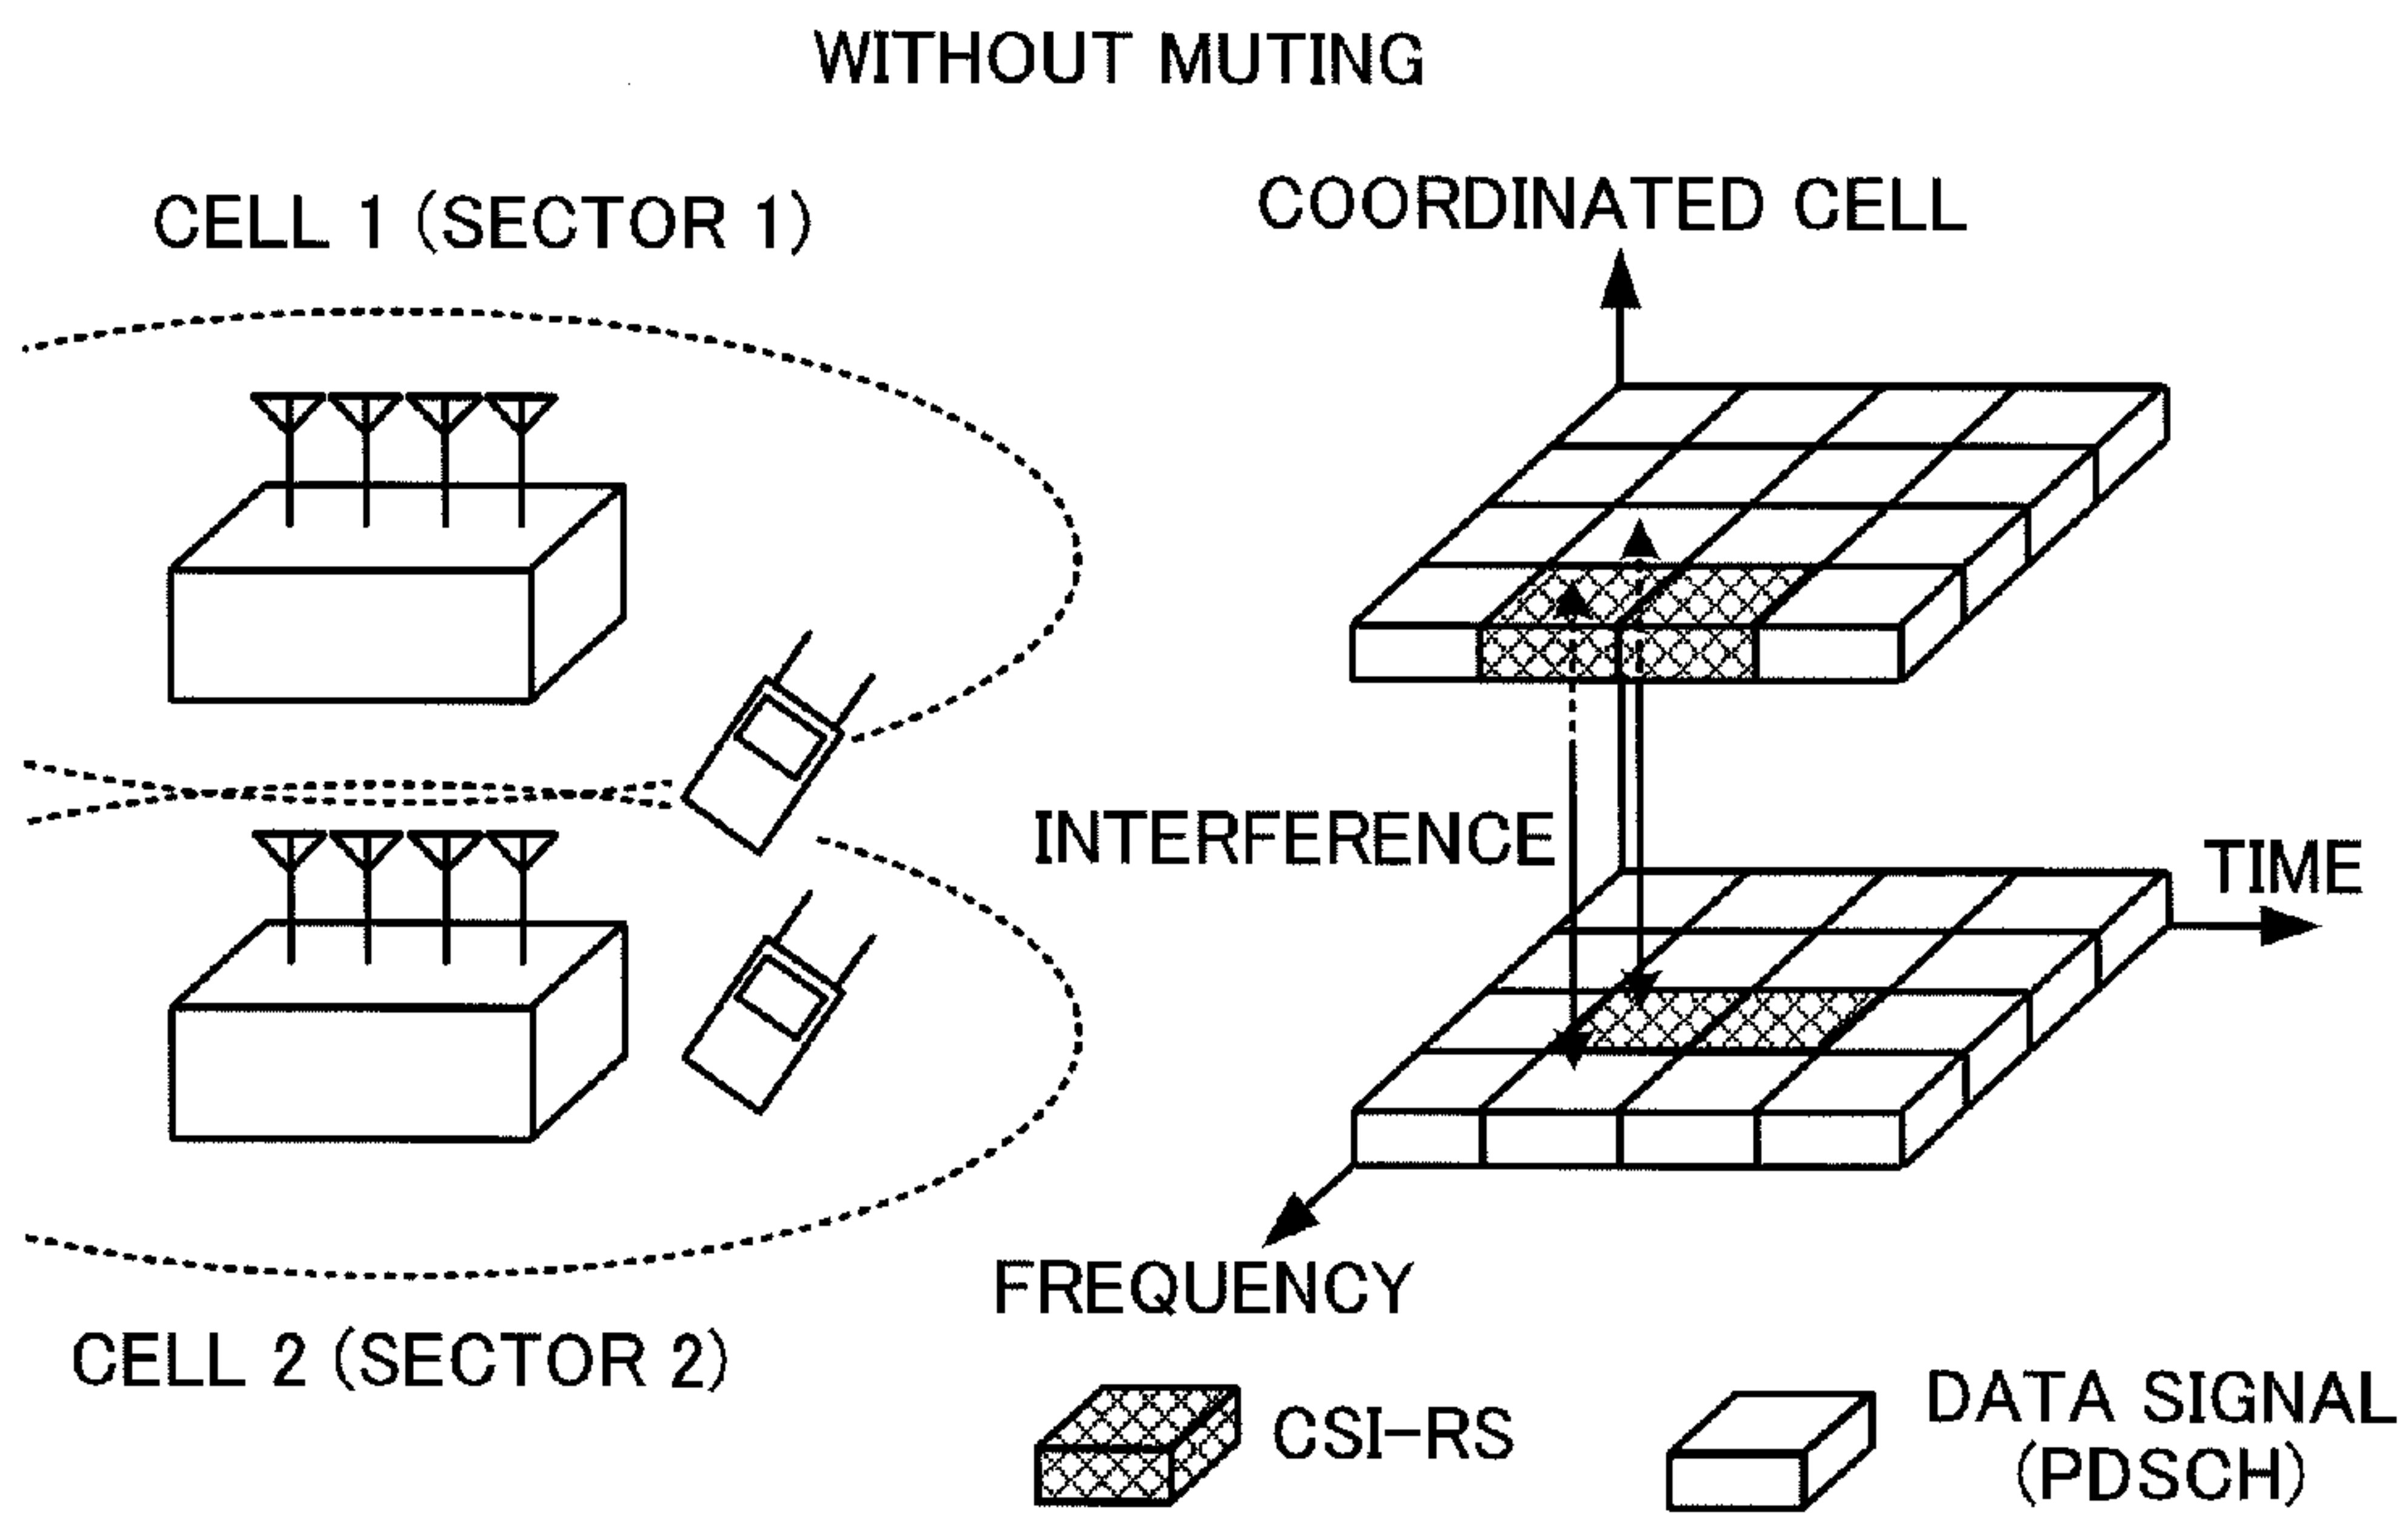 WITHOUT MUTING
CELL 1 (SECTOR 1)
COORDINATED CELL
INTERFERENCE
TIME
FREQUENCY
CELL 2 (SECTOR 2)
CSI-RS
DATA SIGNAL
(PDSCH)